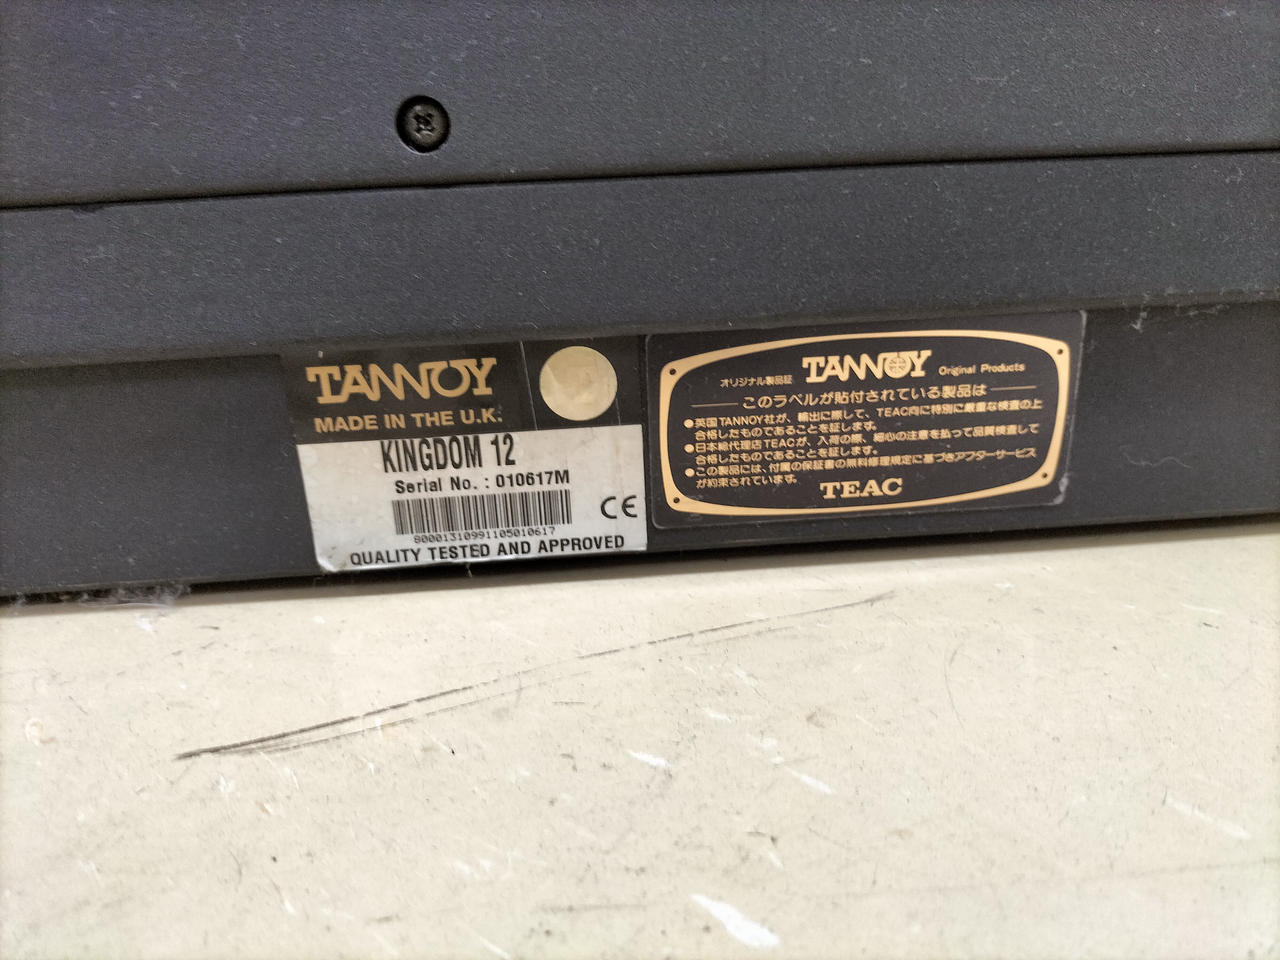 TANNOY
MADE IN THE U.K.
KINGDOM 12
Serial No. : 010617M
CE
8000131099110501061​7
QUALITY TESTED AND APPROVED
オリジナル製品証 TANNOY Original Products
このラベルが貼付されている製品は
●英国TANNOY社が、輸出に際して、TEAC向に特別に厳重な検査の上
合格したものであることを証します。
●日本総代理店TEACが、入荷の際、細心の注意を払って品質検査して
合格したものであることを証します。
●この製品には、付属の保証書の無料修理規定に基づきアフターサービス
が約束されています。
TEAC